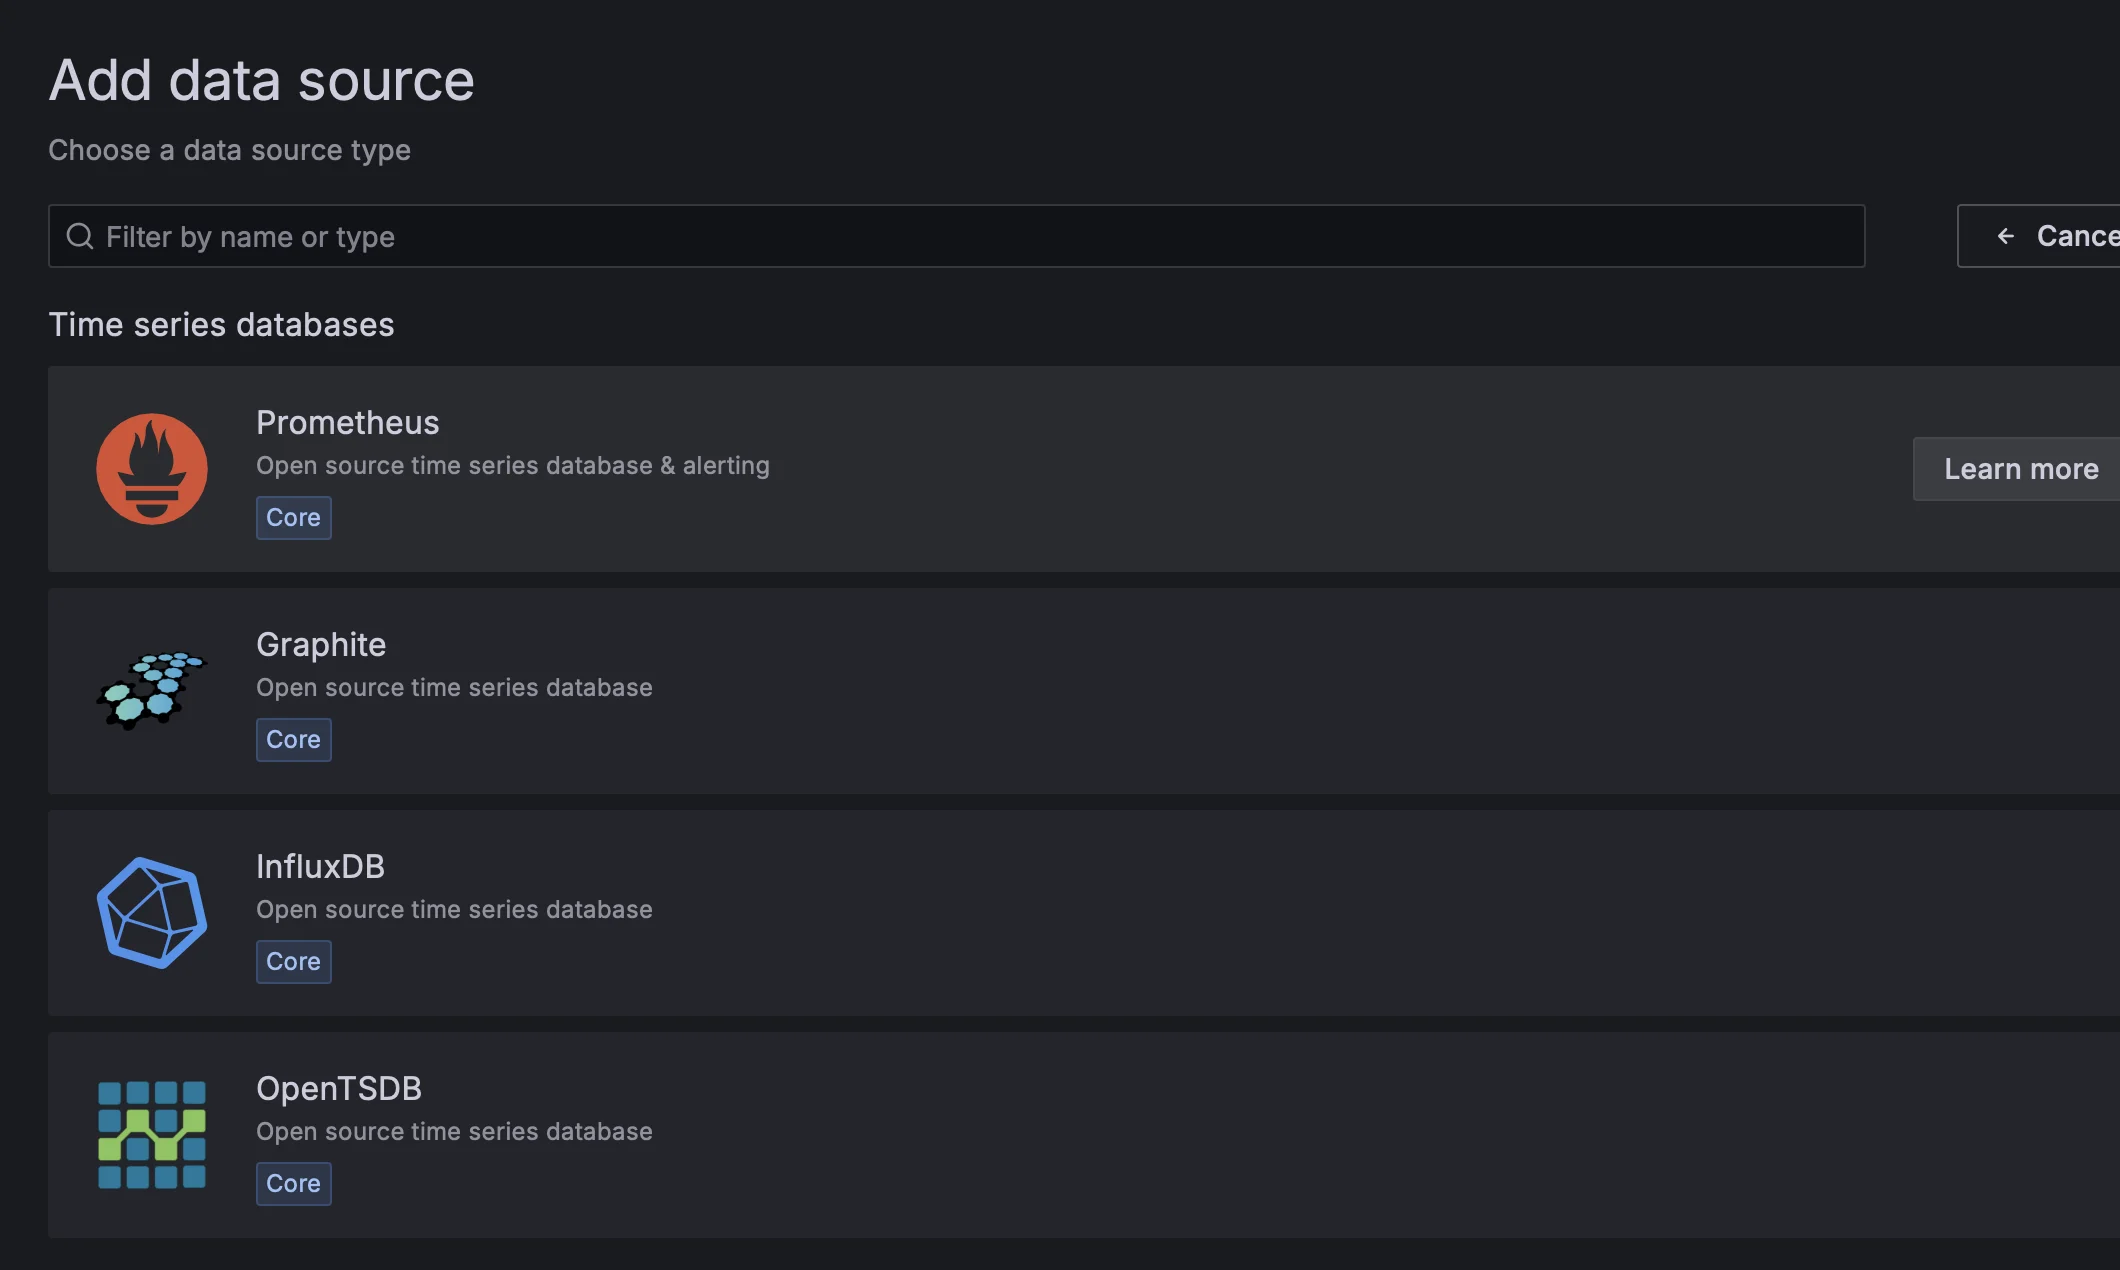 Add data source
Choose a data source type
Filter by name or type
← Cance
Time series databases
Prometheus
Open source time series database & alerting
Learn more
Core
Graphite
Open source time series database
Core
InfluxDB
Open source time series database
Core
OpenTSDB
Open source time series database
Core